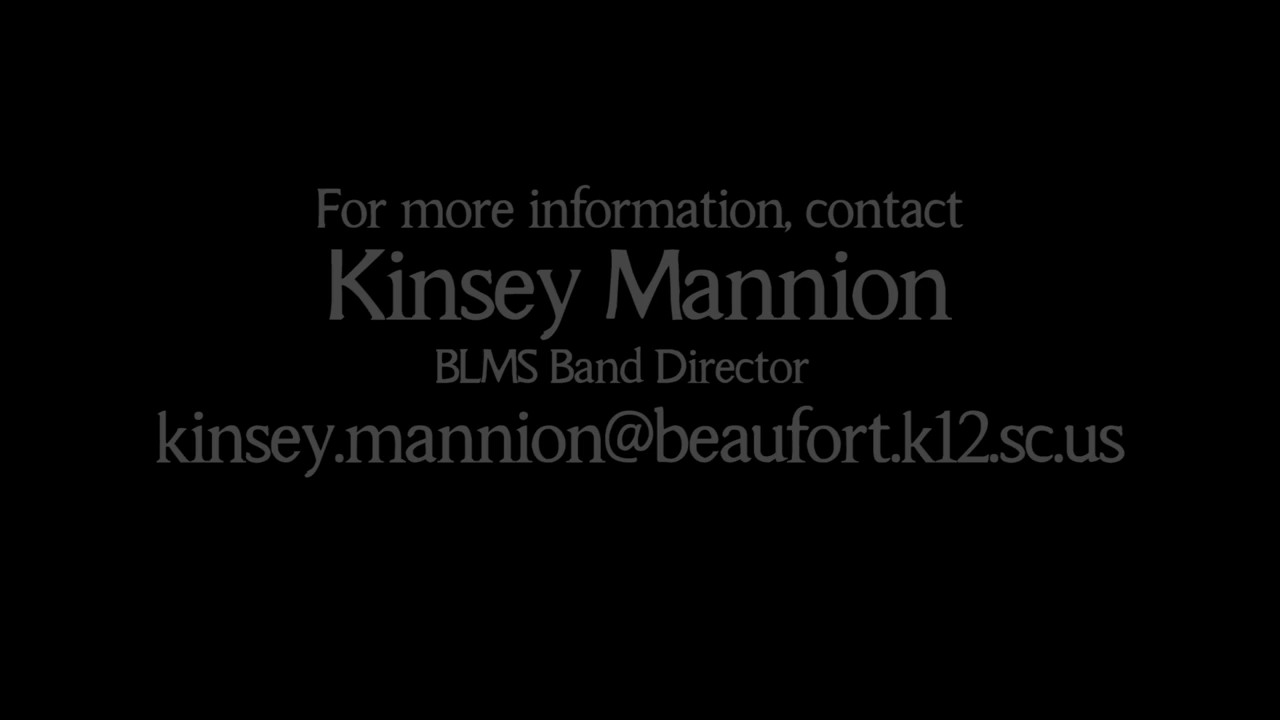 For more information, contact
Kinsey Mannion
BLMS Band Director
kinsey.mannion@beaufort.k12.sc.us